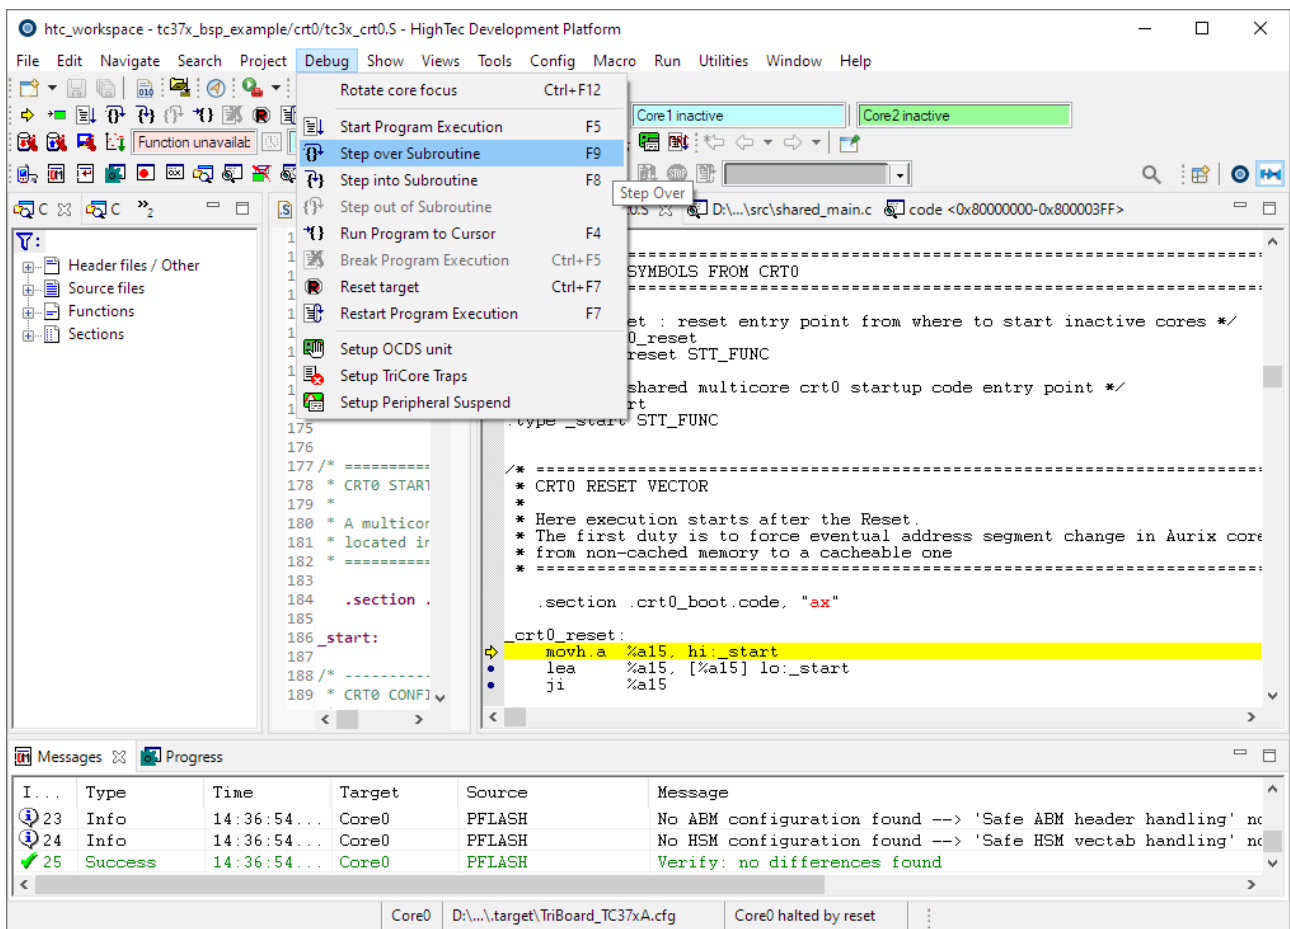 htc_workspace - tc37x_bsp_example/crt0/tc3x_crt0.S - HighTec Development Platform
File Edit Navigate Search Project Debug Show Views Tools Config Macro Run Utilities Window Help
Rotate core focus Ctrl+F12
Start Program Execution F5
Step over Subroutine F9
Step into Subroutine F8
Step out of Subroutine
Run Program to Cursor F4
Break Program Execution Ctrl+F5
Reset target Ctrl+F7
Restart Program Execution F7
Setup OCDS unit
Setup TriCore Traps
Setup Peripheral Suspend
Step Over
Core1 inactive
Core2 inactive
Function unavailab
C C »2
0.S D:\...\src\shared_main.c code <0x80000000-0x800003FF>
Header files / Other
Source files
Functions
Sections
175
176
177 /* ==========
178 * CRT0 START
179 *
180 * A multicor
181 * located in
182 * ==========
183
184 .section .
185
186 _start:
187
188 /* ----------
189 * CRT0 CONFI
SYMBOLS FROM CRT0
et : reset entry point from where to start inactive cores */
0_reset
reset STT_FUNC
shared multicore crt0 startup code entry point */
rt
.type _start STT_FUNC
/* ==========
* CRT0 RESET VECTOR
*
* Here execution starts after the Reset.
* The first duty is to force eventual address segment change in Aurix core
* from non-cached memory to a cacheable one
* ==========
.section .crt0_boot.code, "ax"
_crt0_reset:
movh.a %a15, hi:_start
lea %a15, [%a15] lo:_start
ji %a15
Messages Progress
I... Type Time Target Source Message
23 Info 14:36:54... Core0 PFLASH No ABM configuration found --> 'Safe ABM header handling' no
24 Info 14:36:54... Core0 PFLASH No HSM configuration found --> 'Safe HSM vectab handling' no
25 Success 14:36:54... Core0 PFLASH Verify: no differences found
Core0 D:\...\.target\TriBoard_TC37xA.cfg Core0 halted by reset